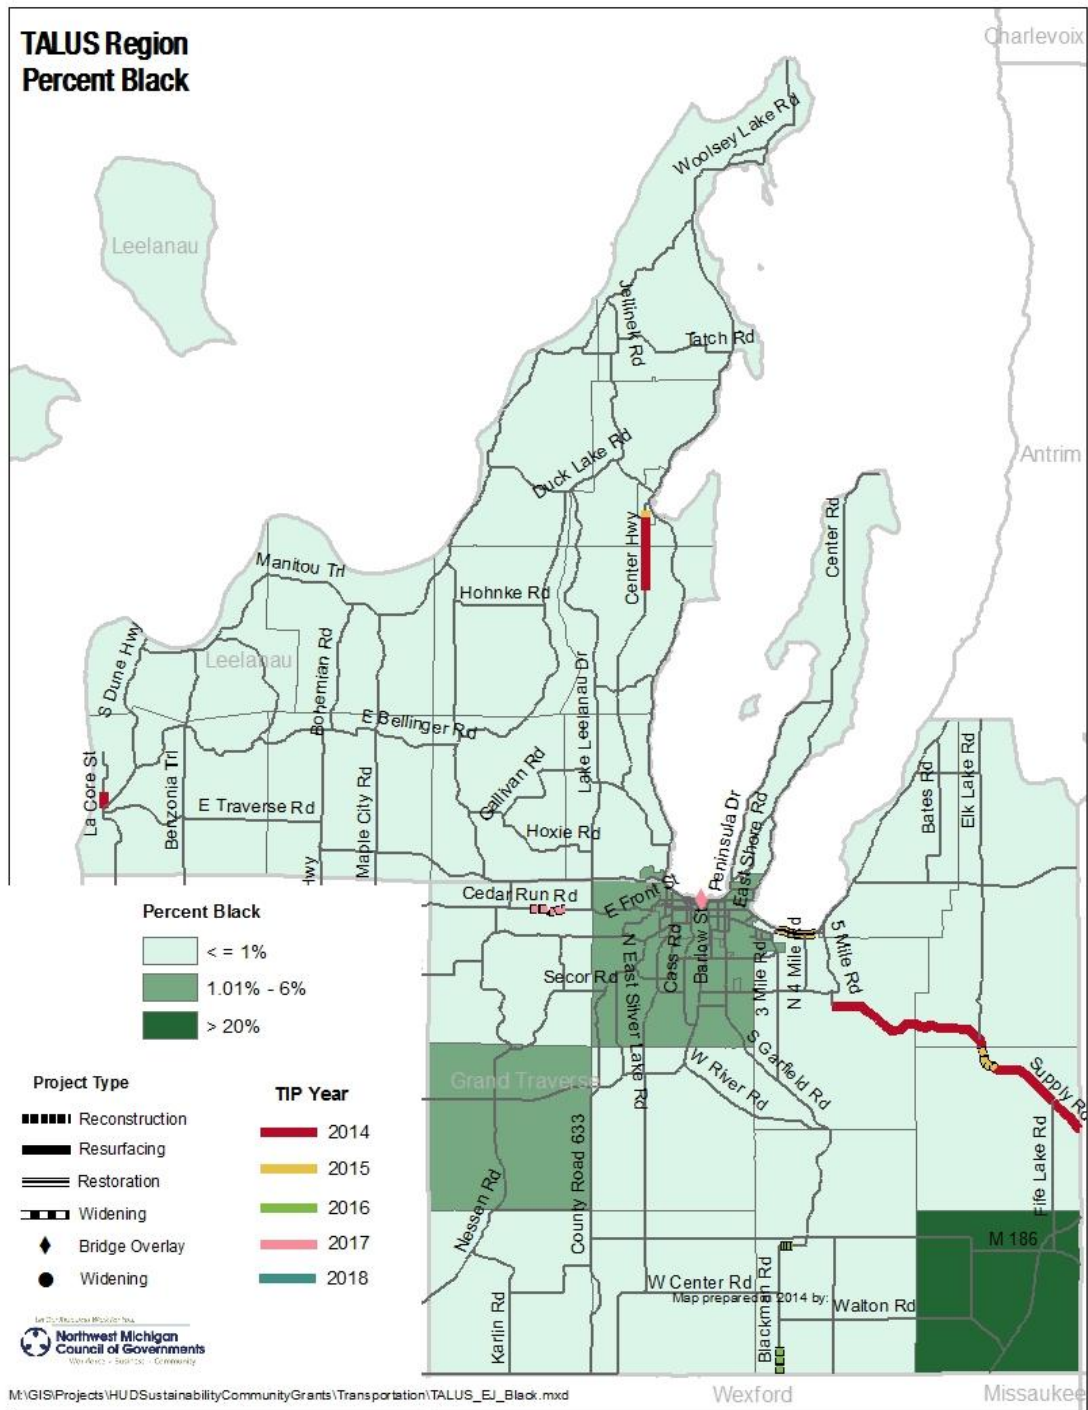 TALUS Region
Percent Black
Charlevoix
Woolsey Lake Rd
Leelanau
Jellinek Rd
Tatch Rd
Antrim
Duck Lake Rd
Center Hwy
Center Rd
Manitou Trl
Hohnke Rd
S Dune Hwy
Leelanau
Bohemian Rd
E Bellinger Rd
Lake Leelanau Dr
La Core St
Benzonia Trl
E Traverse Rd
Maple City Rd
Gallivan Rd
Hoxie Rd
Peninsula Dr
East Shore Rd
Bates Rd
Elk Lake Rd
Hwy
Cedar Run Rd
E Front St
Percent Black
< = 1%
1.01% - 6%
> 20%
Secor Rd
N East Silver Lake Rd
Cass Rd
Barlow St
3 Mile Rd
N 4 Mile Rd
5 Mile Rd
Grand Traverse
W River Rd
S Garfield Rd
Supply Rd
Project Type
Reconstruction
Resurfacing
Restoration
Widening
Bridge Overlay
Widening
TIP Year
2014
2015
2016
2017
2018
Nessen Rd
County Road 633
Fife Lake Rd
M 186
W Center Rd
Map prepared in 2014 by:
Blackman Rd
Walton Rd
Karlin Rd
Northwest Michigan
Council of Governments
Workforce - Business - Community
M:\GIS\Projects\HUDSustainabilityCommunityGrants\Transportation\TALUS_EJ_Black.mxd
Wexford
Missaukee